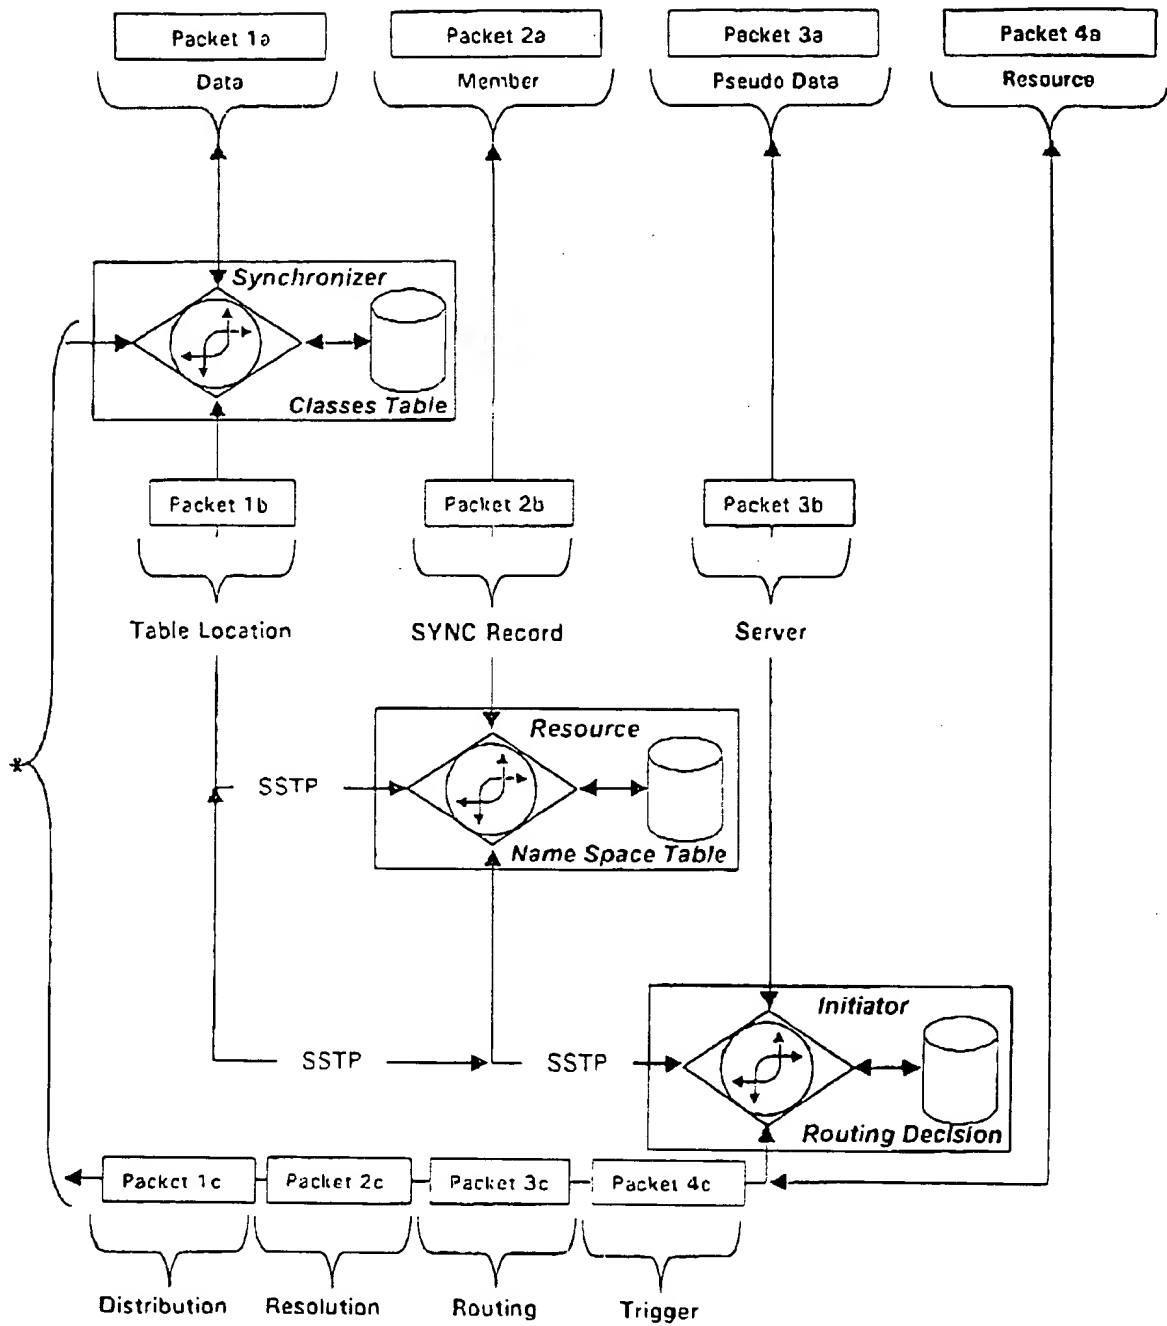 Packet 1a
Packet 2a
Packet 3a
Packet 4a
Data
Member
Pseudo Data
Resource
Synchronizer
Classes Table
Packet 1b
Packet 2b
Packet 3b
Table Location
SYNC Record
Server
Resource
SSTP
Name Space Table
Initiator
SSTP
SSTP
Routing Decision
Packet 1c
Packet 2c
Packet 3c
Packet 4c
Distribution
Resolution
Routing
Trigger